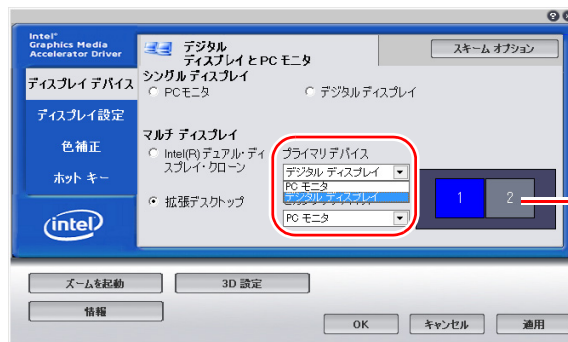 Intel®
Graphics Media
Accelerator Driver
デジタル
ディスプレイ と PC モニタ
スキーム オプション
ディスプレイ デバイス
ディスプレイ設定
色補正
ホット キー
intel
シングル ディスプレイ
PC モニタ
デジタル ディスプレイ
マルチ ディスプレイ
Intel(R) デュアル・ディ
スプレイ・クローン
拡張デスクトップ
プライマリ デバイス
デジタル ディスプレイ
PC モニタ
デジタル ディスプレイ
PC モニタ
1
2
ズームを起動
3D 設定
情報
OK
キャンセル
適用